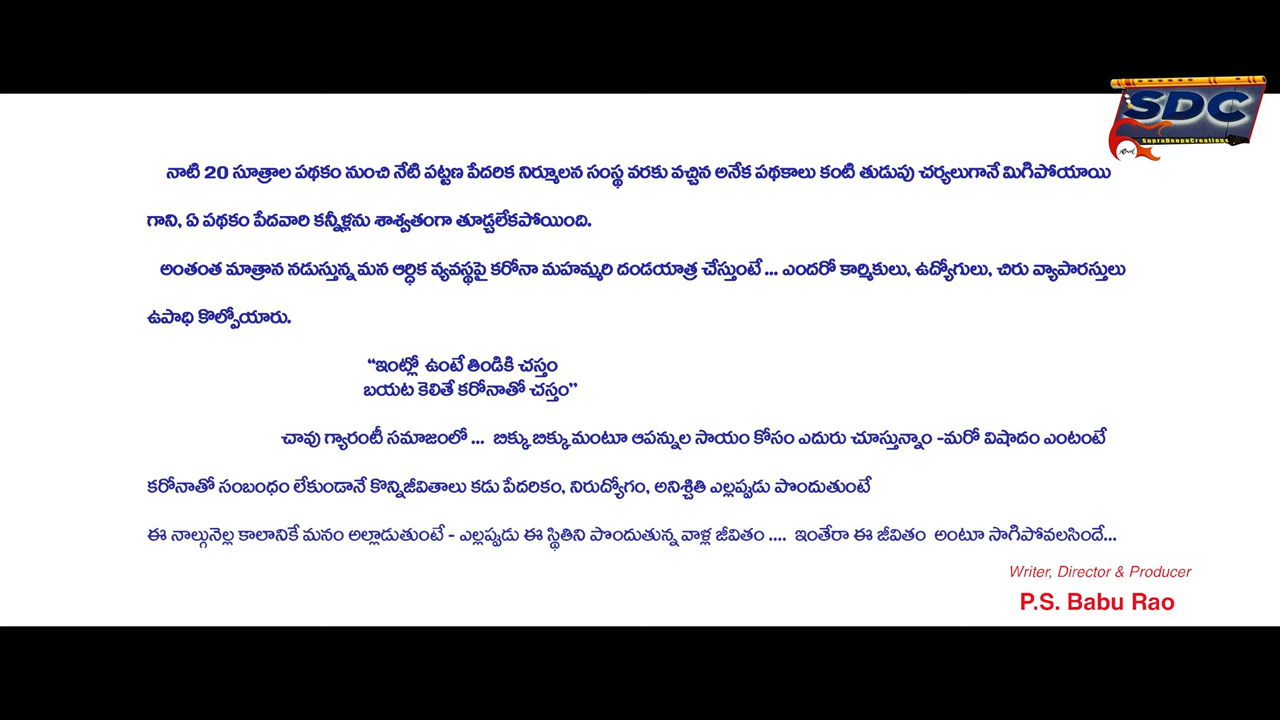 SDC
SupraDeepaCreations
నాటి 20 సూత్రాల పథకం నుంచి నేటి పట్టణ పేదరిక నిర్మూలన సంస్థ వరకు వచ్చిన అనేక పథకాలు కంటి తుడుపు చర్యలుగానే మిగిపోయాయి
గాని, ఏ పథకం పేదవారి కన్నీళ్లను శాశ్వతంగా తూడ్చలేకపోయింది.
అంతంత మాత్రాన నడుస్తున్న మన ఆర్ధిక వ్యవస్థపై కరోనా మహమ్మరి దండయాత్ర చేస్తుంటే ... ఎందరో కార్మికులు, ఉద్యోగులు, చిరు వ్యాపారస్తులు
ఉపాధి కొల్పోయారు.
“ఇంట్లో ఉంటే తిండికి చస్తం
బయట కెలితే కరోనాతో చస్తం”
చావు గ్యారంటీ సమాజంలో ... బిక్కు బిక్కు మంటూ ఆపన్నుల సాయం కోసం ఎదురు చూస్తున్నాం -మరో విషాదం ఎంటంటే
కరోనాతో సంబంధం లేకుండానే కొన్నిజీవితాలు కడు పేదరికం, నిరుద్యోగం, అనిశ్చితి ఎల్లప్పడు పొందుతుంటే
ఈ నాల్గునెల్ల కాలానికే మనం అల్లాడుతుంటే - ఎల్లప్పడు ఈ స్థితిని పొందుతున్న వాళ్ల జీవితం .... ఇంతేరా ఈ జీవితం అంటూ సాగిపోవలసిందే...
Writer, Director & Producer
P.S. Babu Rao